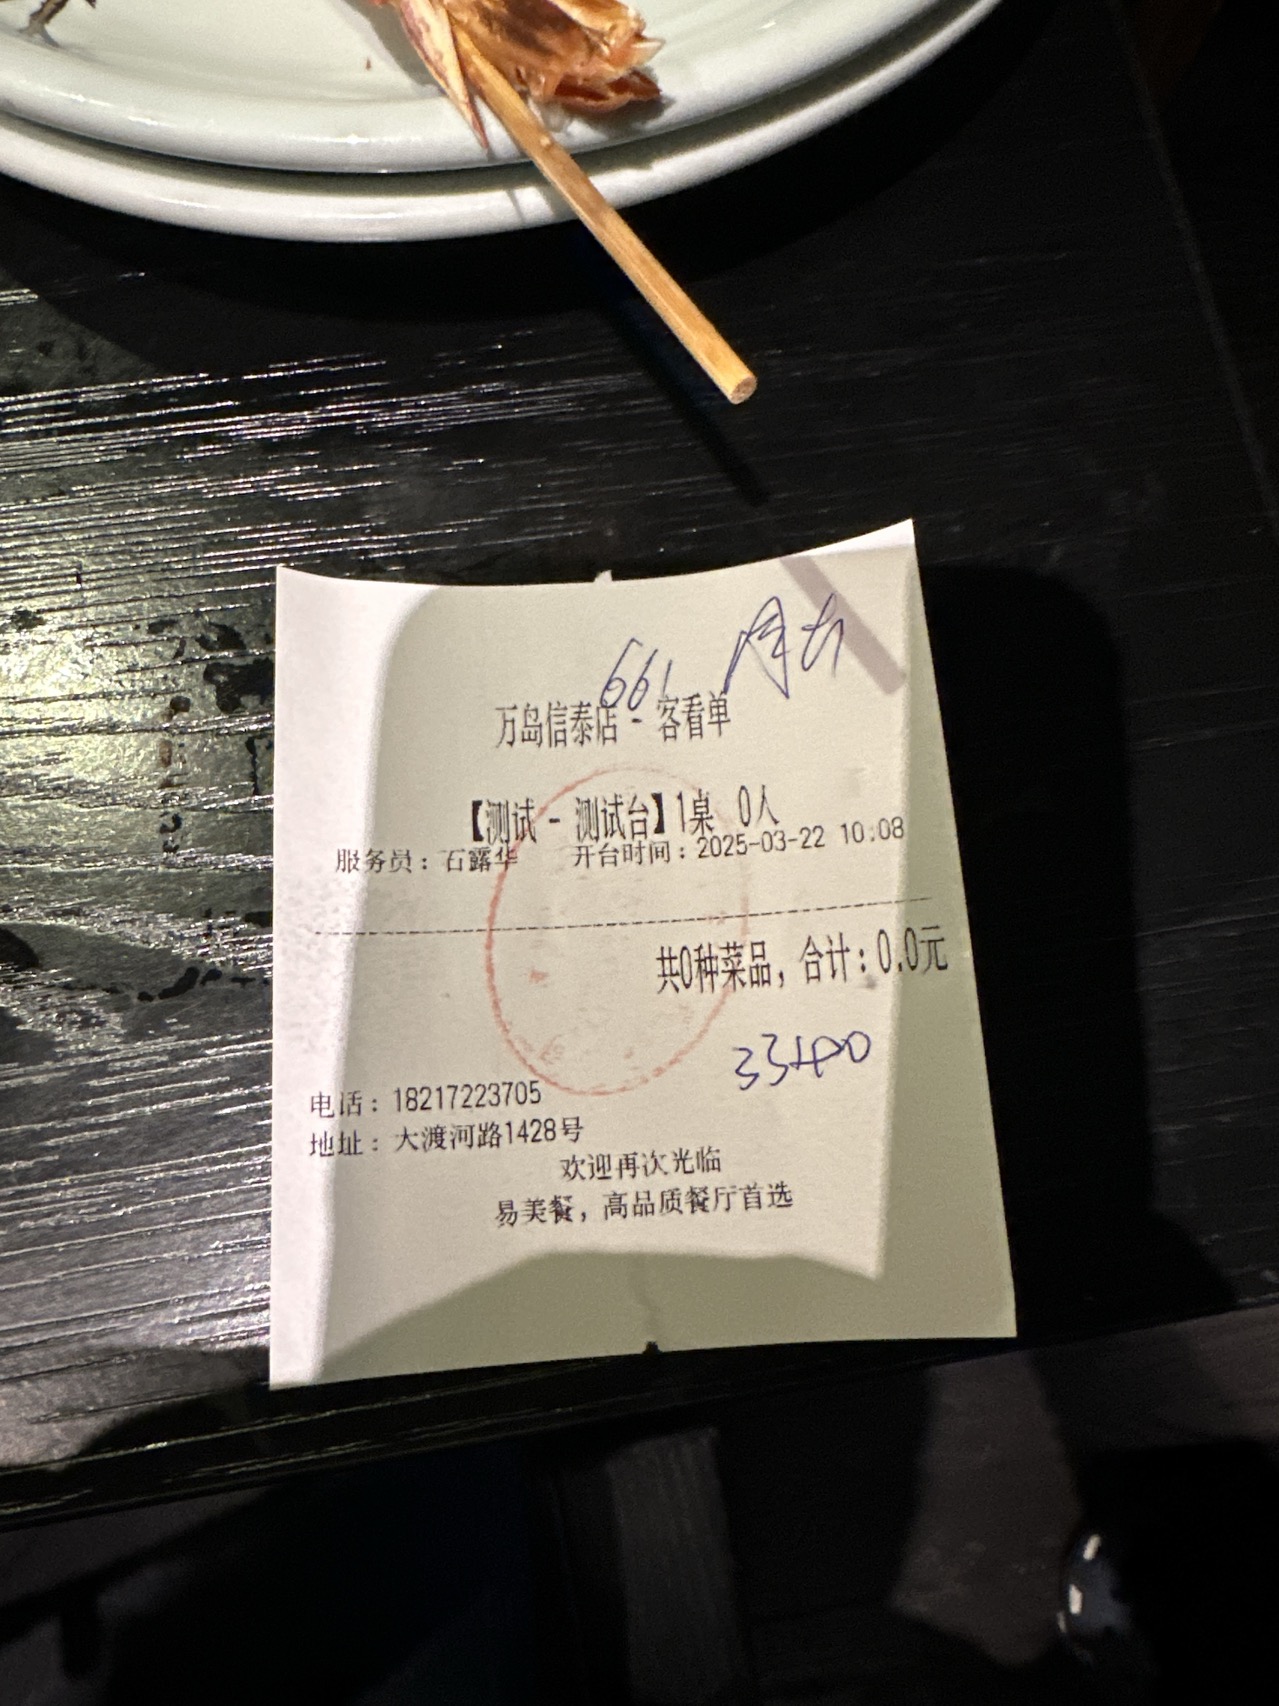 661
万岛信泰店 - 客看单
【测试 - 测试台】1桌 0人
服务员：石露华 开台时间：2025-03-22 10:08
共0种菜品，合计：0.0元
电话：18217223705
地址：大渡河路1428号
欢迎再次光临
易美餐，高品质餐厅首选